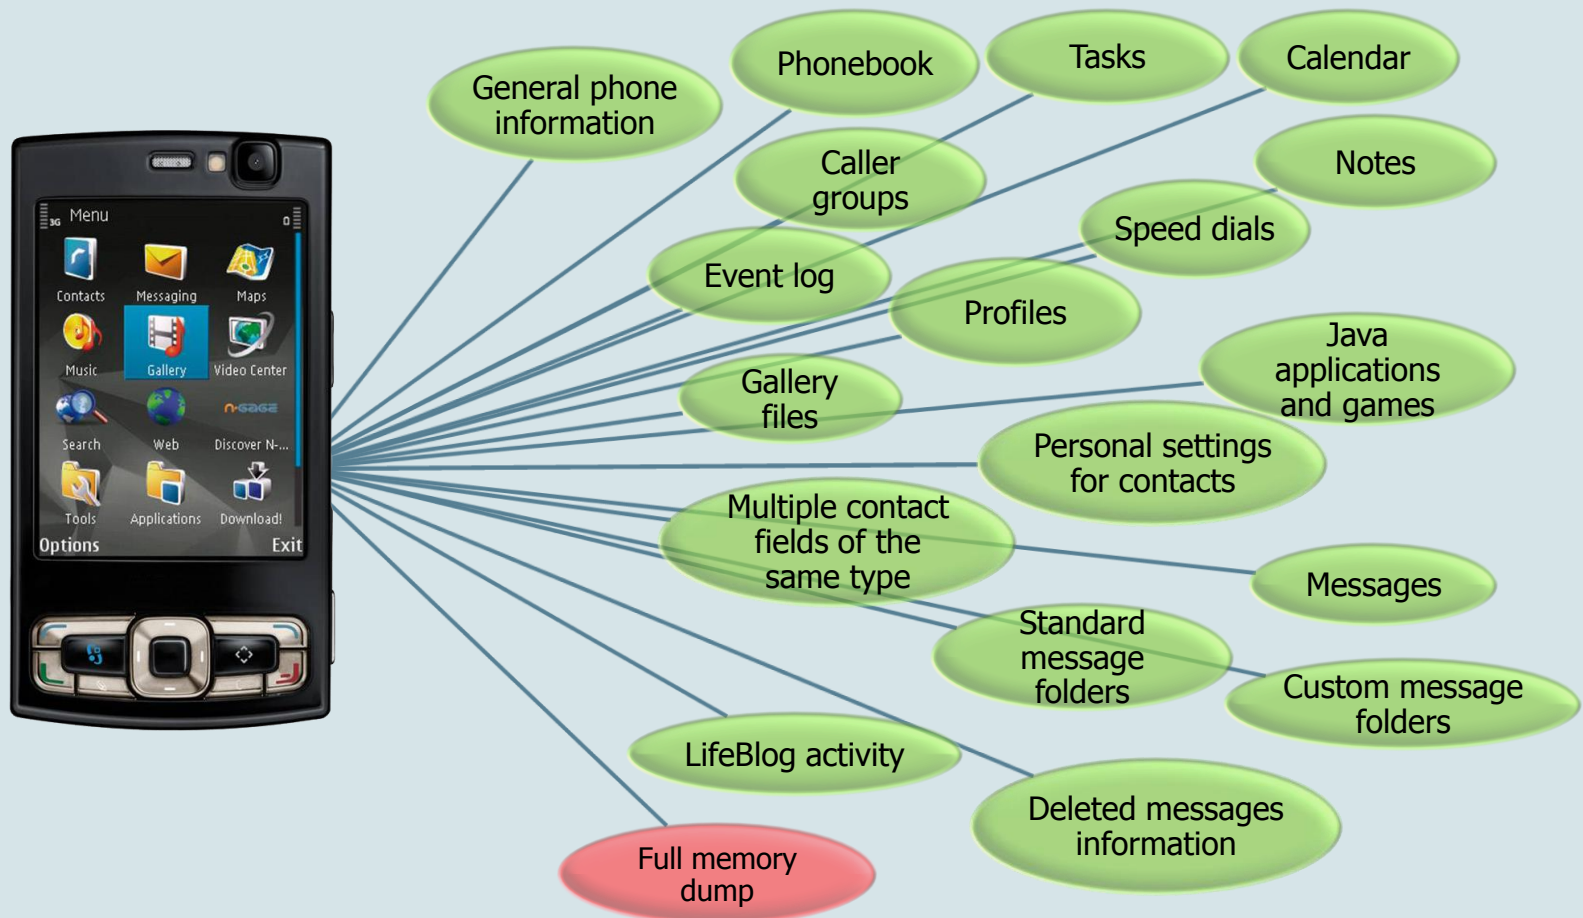 3G Menu
Contacts Messaging Maps
Music Gallery Video Center
n·gage
Search Web Discover N-...
Tools Applications Download!
Options Exit
General phone
information
Phonebook
Tasks
Calendar
Caller
groups
Notes
Speed dials
Event log
Profiles
Gallery
files
Java
applications
and games
Personal settings
for contacts
Multiple contact
fields of the
same type
Messages
Standard
message
folders
Custom message
folders
LifeBlog activity
Deleted messages
information
Full memory
dump